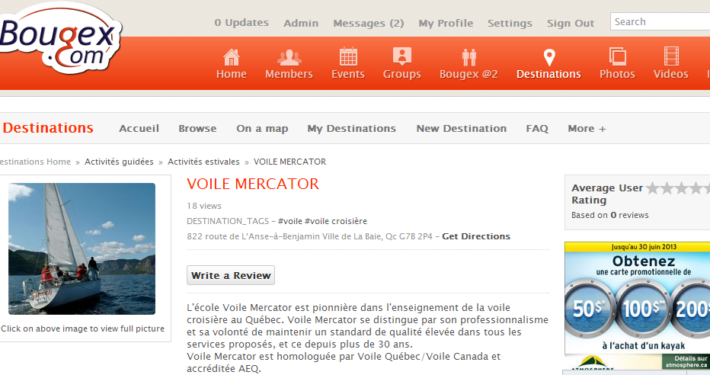 Bougex
.com
0 Updates Admin Messages (2) My Profile Settings Sign Out Search
Home Members Events Groups Bougex @2 Destinations Photos Videos
Destinations Accueil Browse On a map My Destinations New Destination FAQ More +
estinations Home » Activités guidées » Activités estivales » VOILE MERCATOR
VOILE MERCATOR
18 views
DESTINATION_TAGS - #voile #voile croisière
822 route de L'Anse-à-Benjamin Ville de La Baie, Qc G7B 2P4 - Get Directions
Write a Review
Click on above image to view full picture
L'école Voile Mercator est pionnière dans l'enseignement de la voile
croisière au Québec. Voile Mercator se distingue par son professionnalisme
et sa volonté de maintenir un standard de qualité élevée dans tous les
services proposés, et ce depuis plus de 30 ans.
Voile Mercator est homologuée par Voile Québec/Voile Canada et
accréditée AEQ.
Average User
Rating
Based on 0 reviews
Jusqu'au 30 juin 2013
Obtenez
une carte promotionnelle de
50$ 100$ 200$
à l'achat d'un kayak
Détails sur
atmosphere.ca
ATMOSPHERE